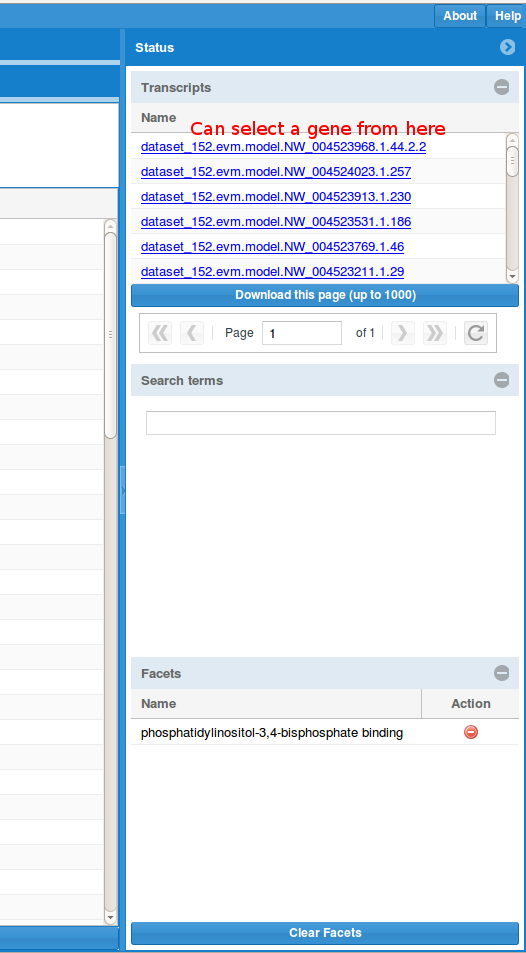 About Help
Status
Transcripts
Name
Can select a gene from here
dataset_152.evm.model.NW_004523968.1.44.2.2
dataset_152.evm.model.NW_004524023.1.257
dataset_152.evm.model.NW_004523913.1.230
dataset_152.evm.model.NW_004523531.1.186
dataset_152.evm.model.NW_004523769.1.46
dataset_152.evm.model.NW_004523211.1.29
Download this page (up to 1000)
Page 1 of 1
Search terms
Facets
Name Action
phosphatidylinositol-3,4-bisphosphate binding
Clear Facets